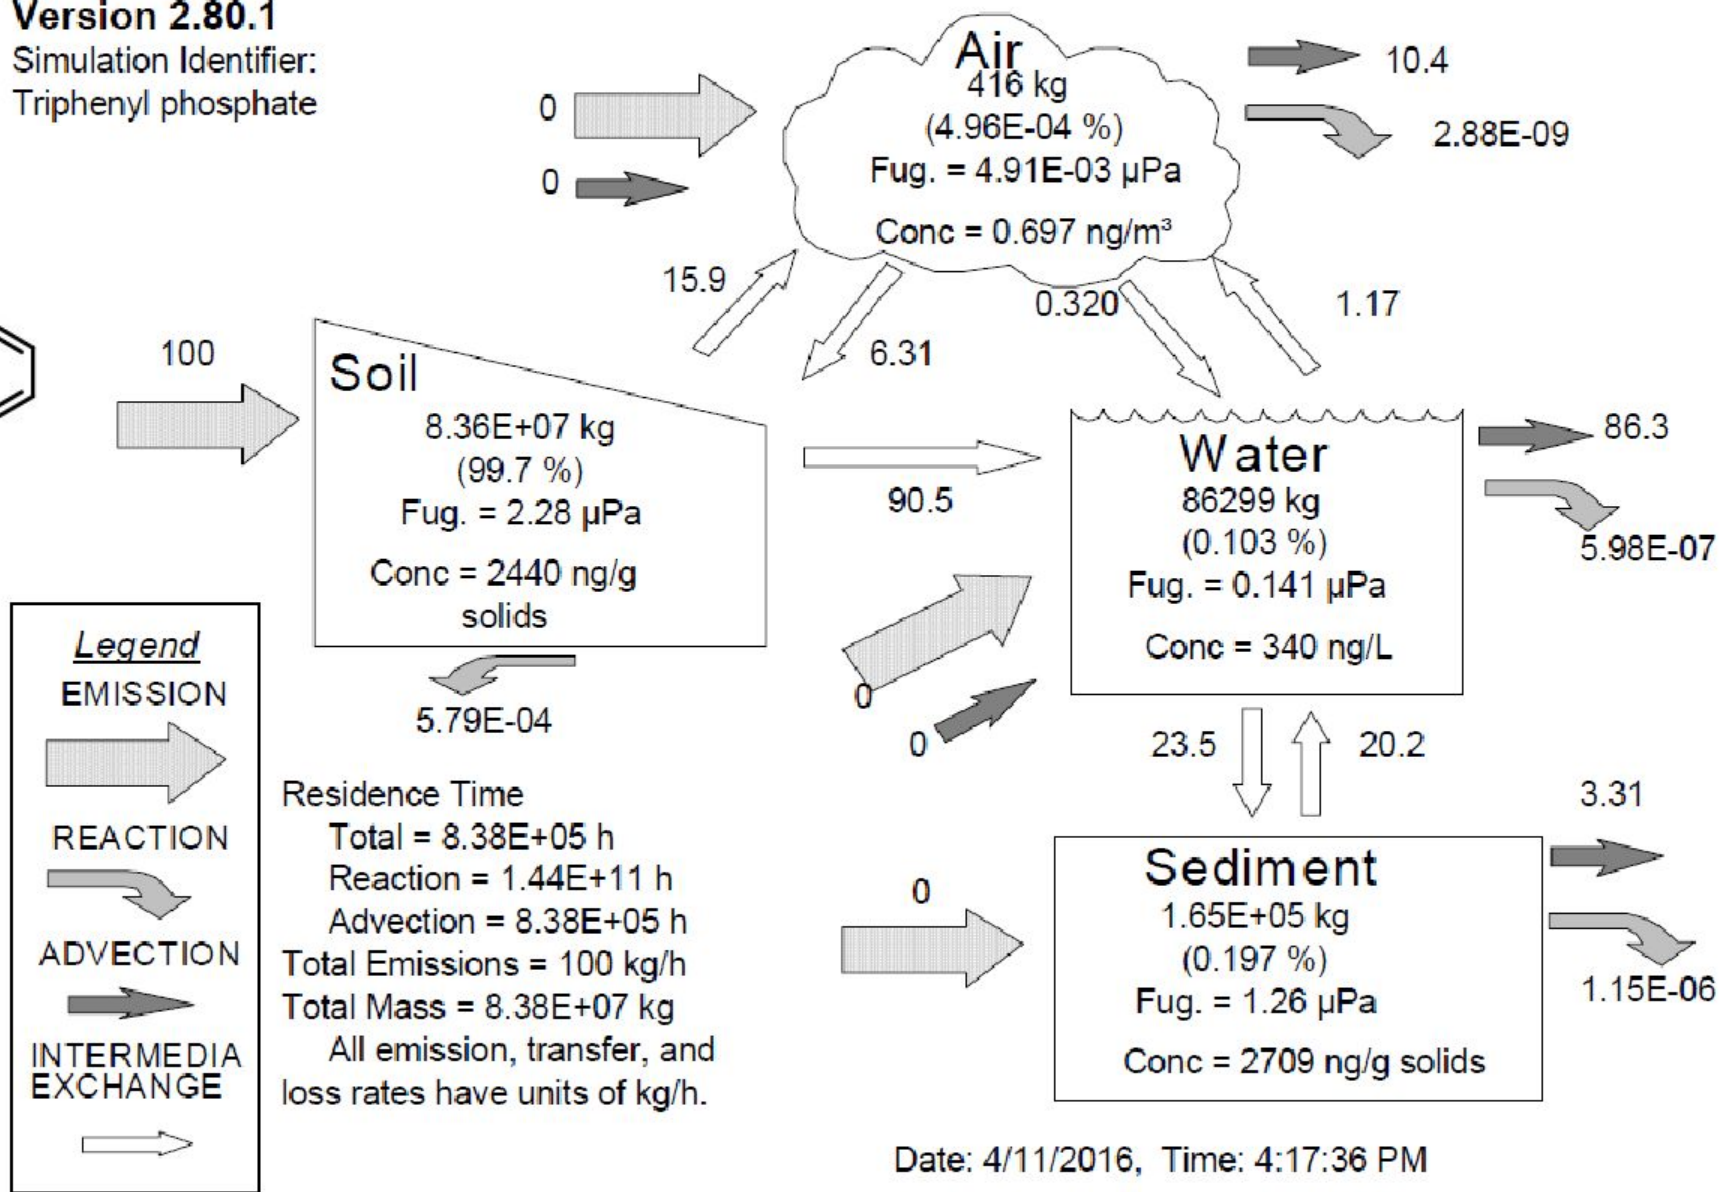 Version 2.80.1
Simulation Identifier:
Triphenyl phosphate
0
0
Air
416 kg
(4.96E-04 %)
Fug. = 4.91E-03 µPa
Conc = 0.697 ng/m³
10.4
2.88E-09
15.9
6.31
0.320
1.17
100
Soil
8.36E+07 kg
(99.7 %)
Fug. = 2.28 µPa
Conc = 2440 ng/g
solids
5.79E-04
90.5
Water
86299 kg
(0.103 %)
Fug. = 0.141 µPa
Conc = 340 ng/L
86.3
5.98E-07
0
0
23.5
20.2
Legend
EMISSION
REACTION
ADVECTION
INTERMEDIA
EXCHANGE
Residence Time
Total = 8.38E+05 h
Reaction = 1.44E+11 h
Advection = 8.38E+05 h
Total Emissions = 100 kg/h
Total Mass = 8.38E+07 kg
All emission, transfer, and
loss rates have units of kg/h.
0
Sediment
1.65E+05 kg
(0.197 %)
Fug. = 1.26 µPa
Conc = 2709 ng/g solids
3.31
1.15E-06
Date: 4/11/2016, Time: 4:17:36 PM